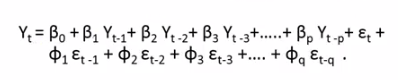 Yₜ = β₀ + β₁ Yₜ₋₁+ β₂ Yₜ₋₂+ β₃ Yₜ₋₃+.....+ βₚ Yₜ₋ₚ+ εₜ +
Φ₁ εₜ₋₁ + Φ₂ εₜ₋₂ + Φ₃ εₜ₋₃ +.... + Φq εt-q .